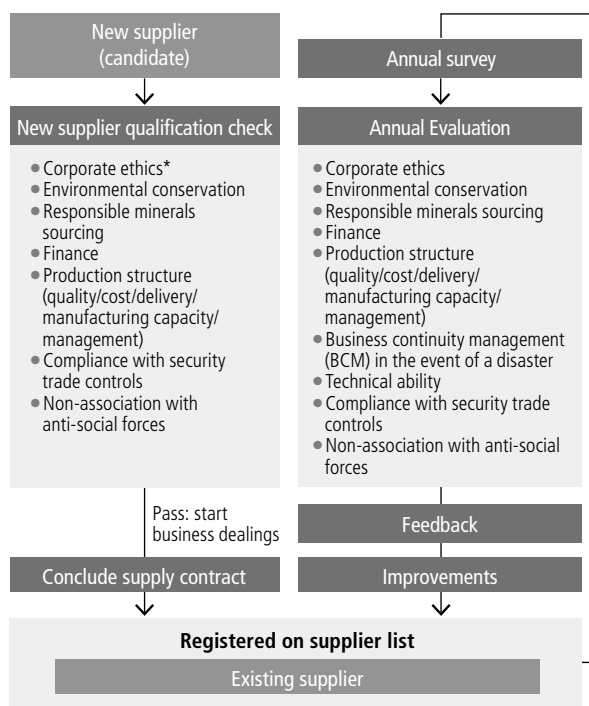 New supplier
(candidate)
New supplier qualification check
● Corporate ethics*
● Environmental conservation
● Responsible minerals
sourcing
● Finance
● Production structure
(quality/cost/delivery/
manufacturing capacity/
management)
● Compliance with security
trade controls
● Non-association with
anti-social forces
Pass: start
business dealings
Conclude supply contract
Annual survey
Annual Evaluation
● Corporate ethics
● Environmental conservation
● Responsible minerals sourcing
● Finance
● Production structure
(quality/cost/delivery/
manufacturing capacity/
management)
● Business continuity management
(BCM) in the event of a disaster
● Technical ability
● Compliance with security trade
controls
● Non-association with anti-social
forces
Feedback
Improvements
Registered on supplier list
Existing supplier